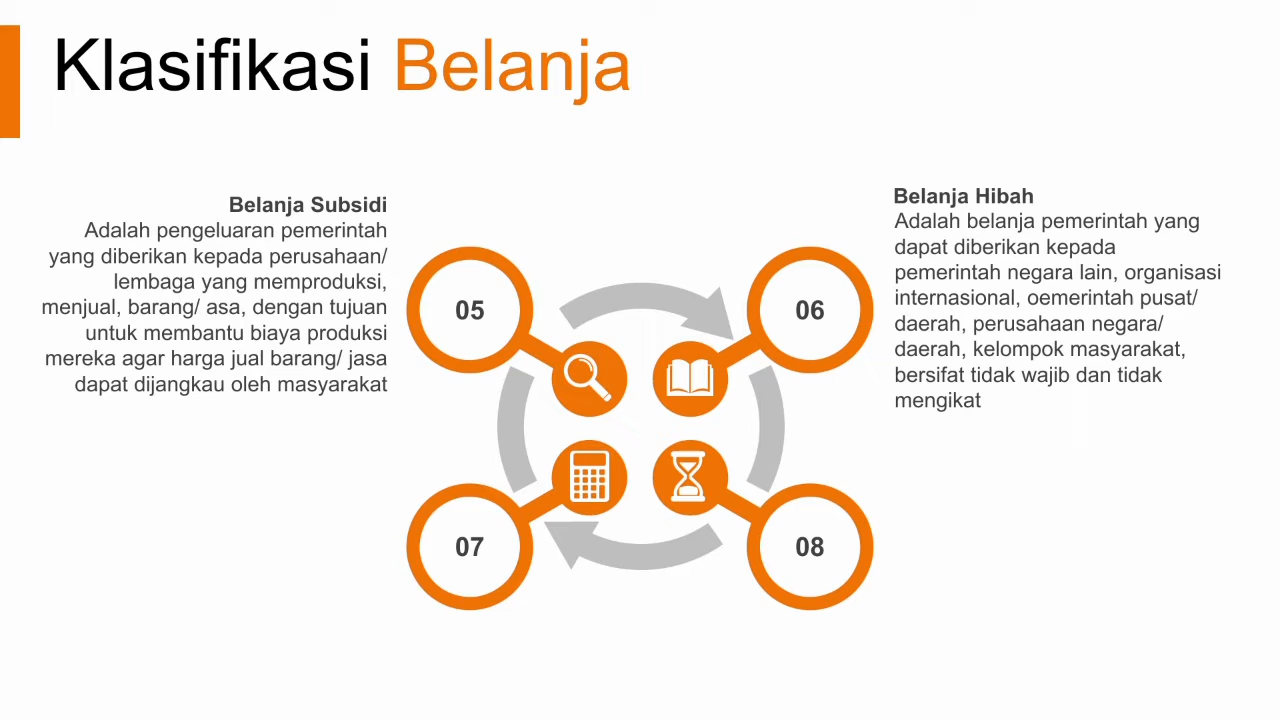 Klasifikasi Belanja
Belanja Subsidi
Adalah pengeluaran pemerintah
yang diberikan kepada perusahaan/
lembaga yang memproduksi,
menjual, barang/ asa, dengan tujuan
untuk membantu biaya produksi
mereka agar harga jual barang/ jasa
dapat dijangkau oleh masyarakat
05
06
Belanja Hibah
Adalah belanja pemerintah yang
dapat diberikan kepada
pemerintah negara lain, organisasi
internasional, oemerintah pusat/
daerah, perusahaan negara/
daerah, kelompok masyarakat,
bersifat tidak wajib dan tidak
mengikat
07
08